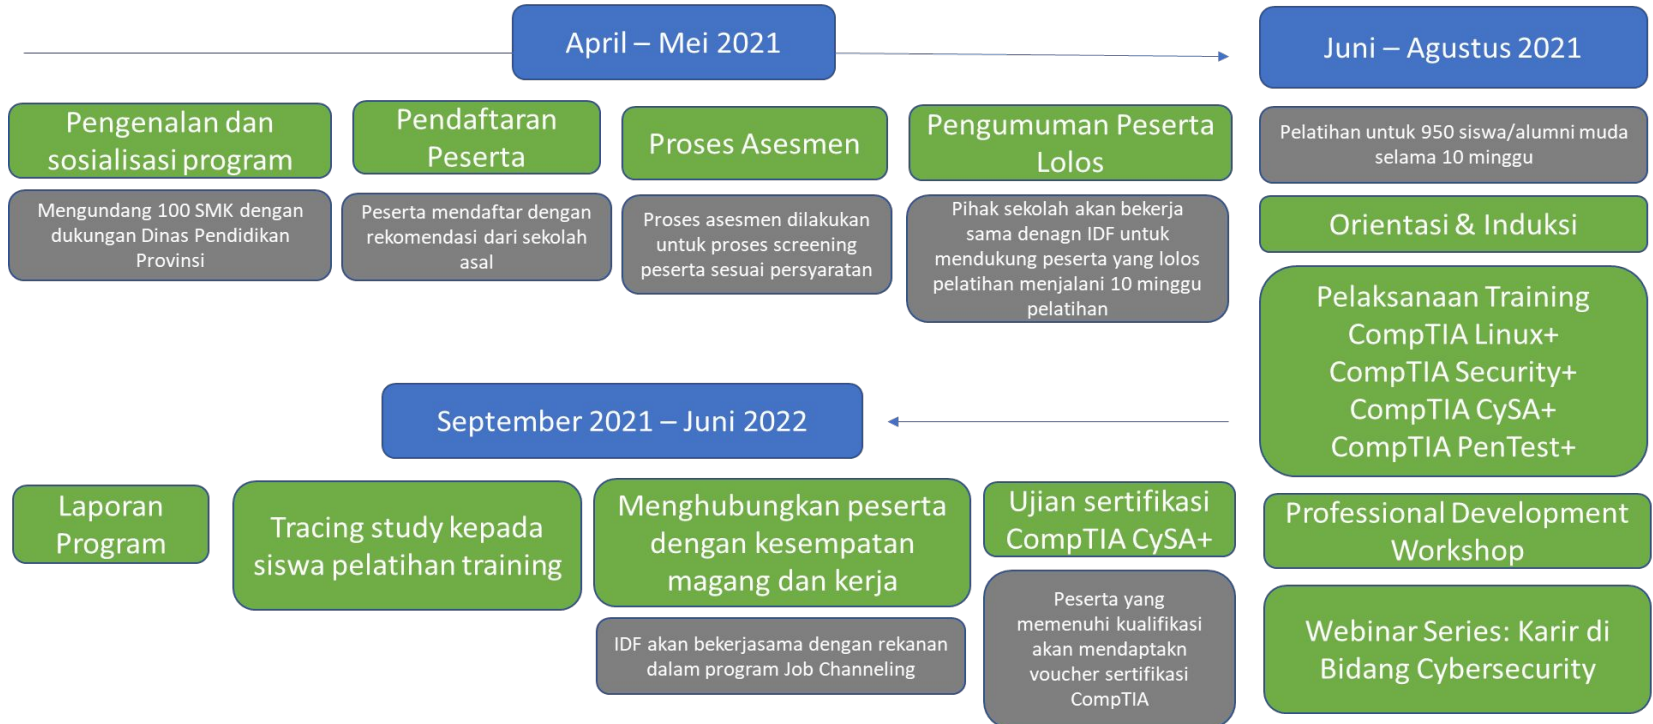 April – Mei 2021
Pengenalan dan
sosialisasi program
Mengundang 100 SMK dengan
dukungan Dinas Pendidikan
Provinsi
Pendaftaran
Peserta
Peserta mendaftar dengan
rekomendasi dari sekolah
asal
Proses Asesmen
Proses asesmen dilakukan
untuk proses screening
peserta sesuai persyaratan
Pengumuman Peserta
Lolos
Pihak sekolah akan bekerja
sama denagn IDF untuk
mendukung peserta yang lolos
pelatihan menjalani 10 minggu
pelatihan
Juni – Agustus 2021
Pelatihan untuk 950 siswa/alumni muda
selama 10 minggu
Orientasi & Induksi
Pelaksanaan Training
CompTIA Linux+
CompTIA Security+
CompTIA CySA+
CompTIA PenTest+
Professional Development
Workshop
Webinar Series: Karir di
Bidang Cybersecurity
September 2021 – Juni 2022
Ujian sertifikasi
CompTIA CySA+
Peserta yang
memenuhi kualifikasi
akan mendaptakn
voucher sertifikasi
CompTIA
Menghubungkan peserta
dengan kesempatan
magang dan kerja
IDF akan bekerjasama dengan rekanan
dalam program Job Channeling
Tracing study kepada
siswa pelatihan training
Laporan
Program